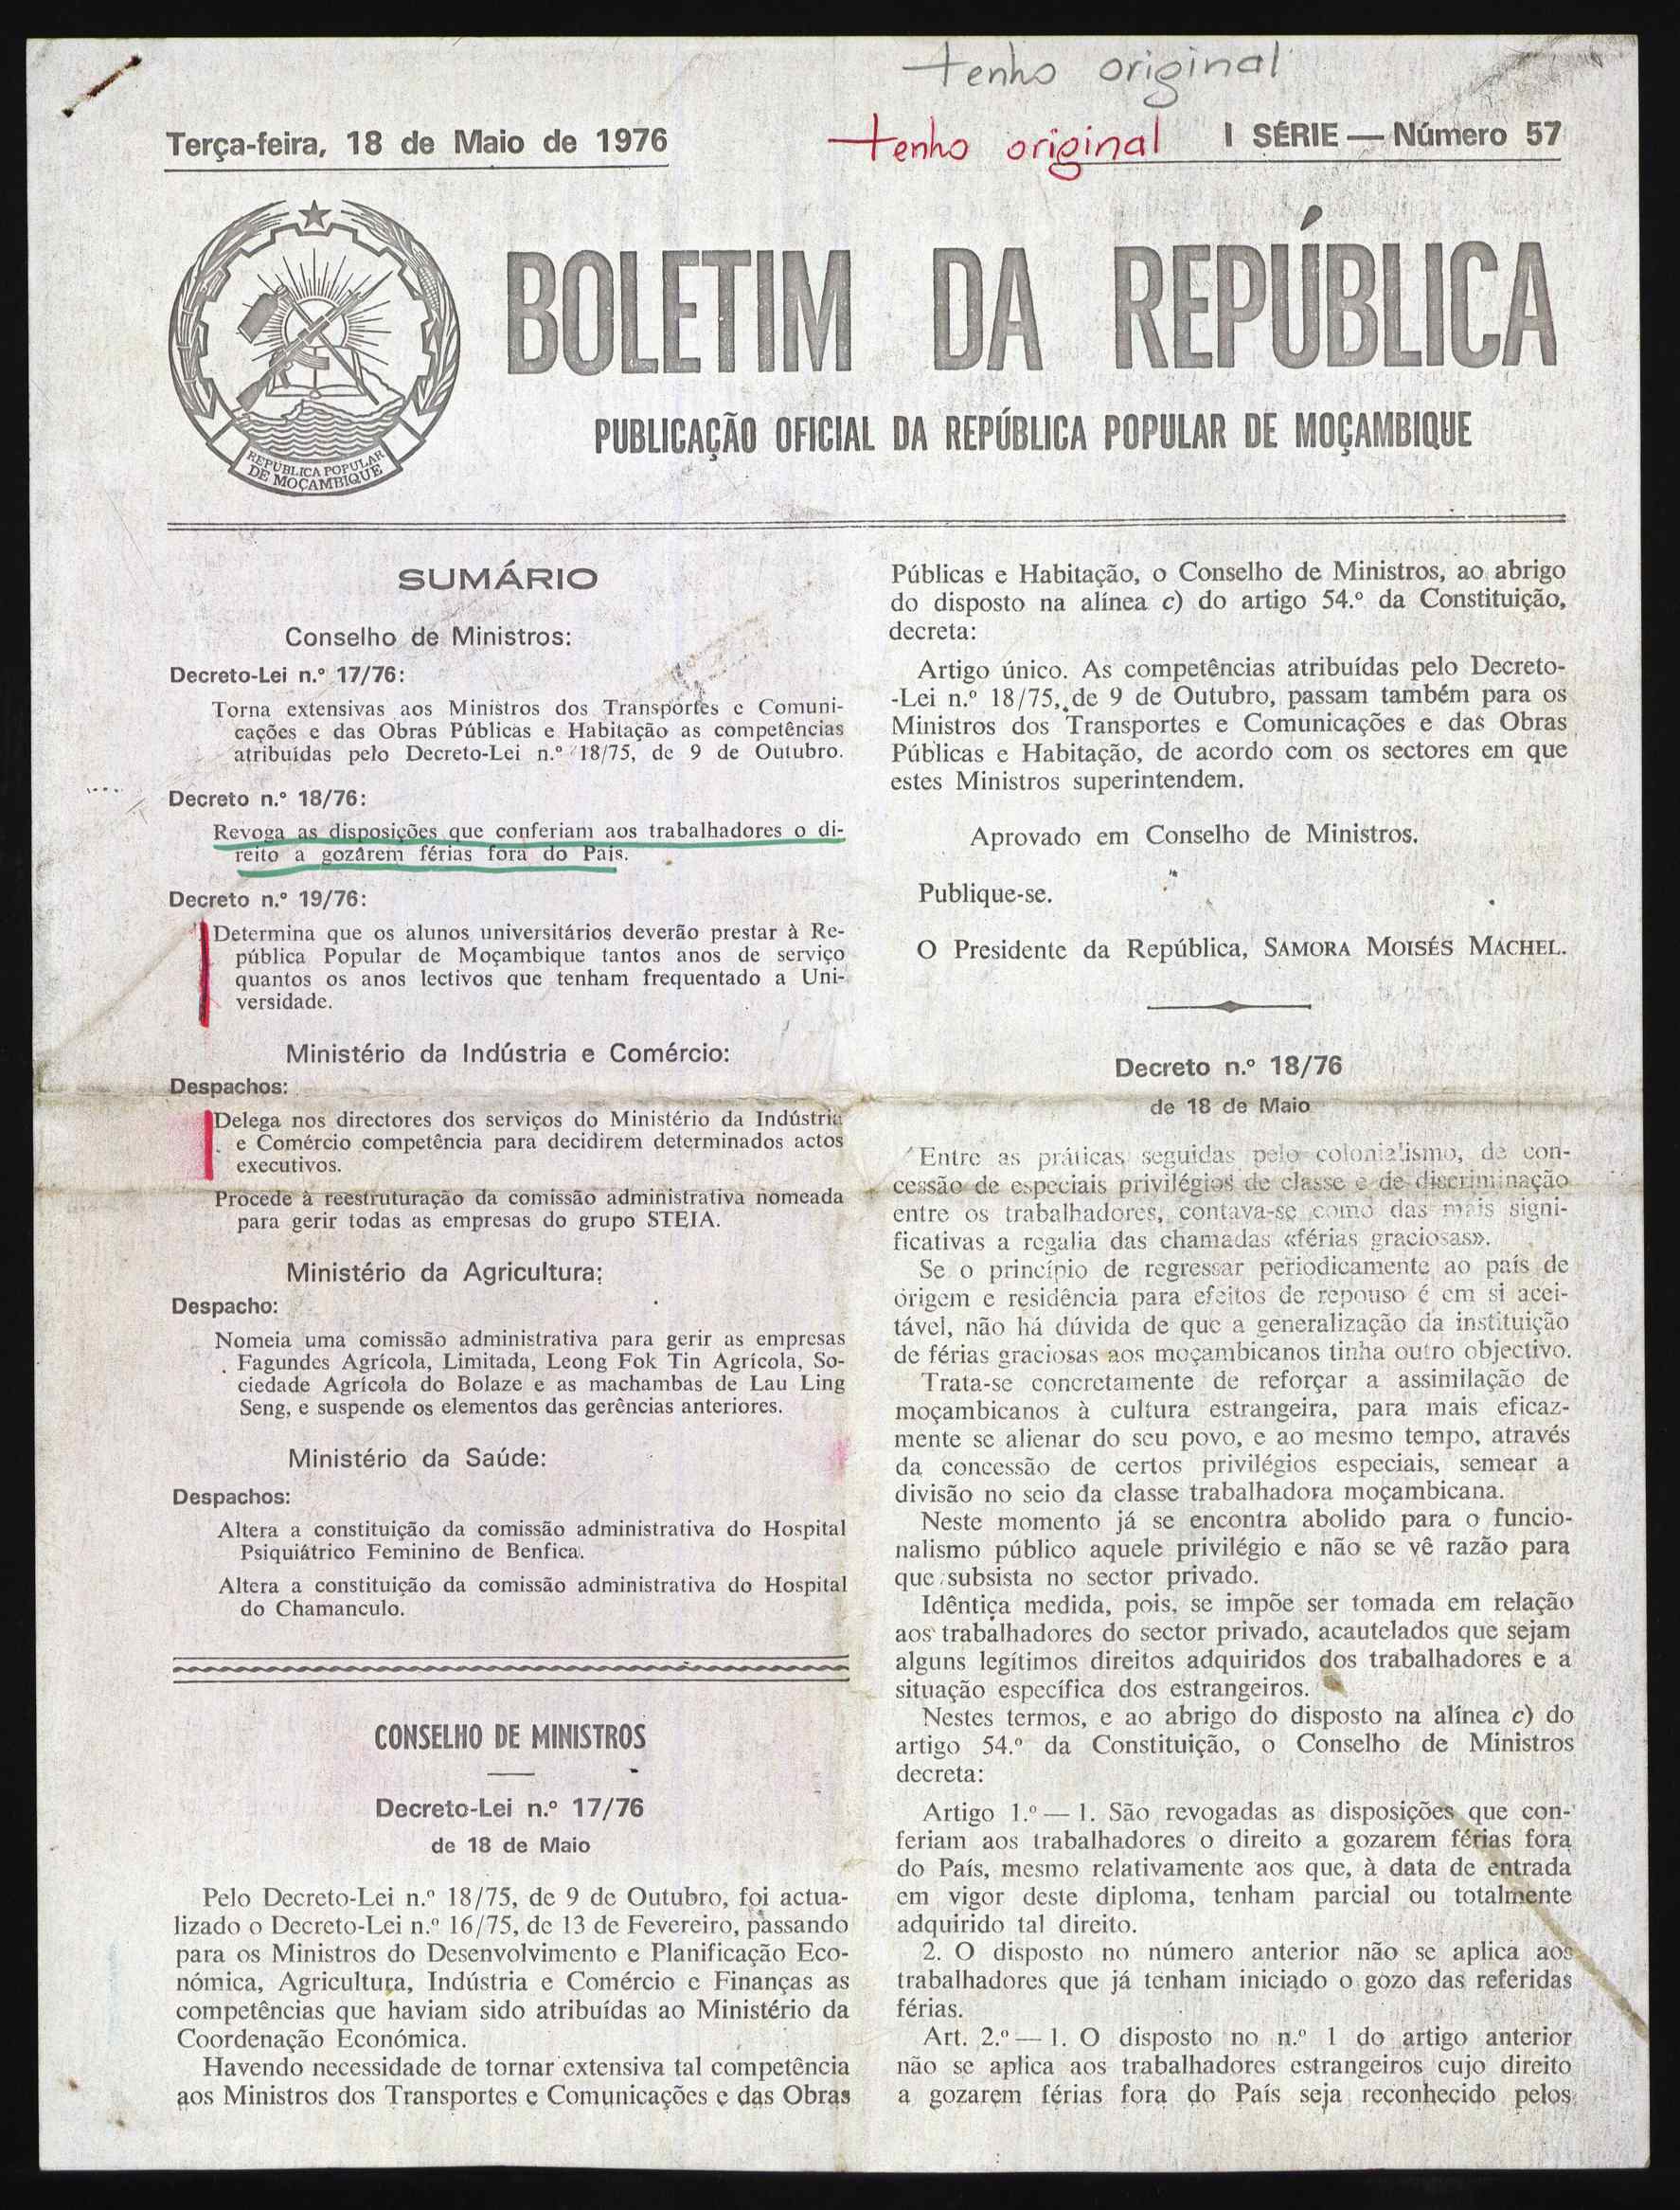 tenho original
Terça-feira, 18 de Maio de 1976
tenho original
I SÉRIE — Número 57
REPUBLICA POPULAR
DE MOÇAMBIQUE
BOLETIM DA REPÚBLICA
PUBLICAÇÃO OFICIAL DA REPÚBLICA POPULAR DE MOÇAMBIQUE
SUMÁRIO
Conselho de Ministros:
Decreto-Lei n.º 17/76:
Torna extensivas aos Ministros dos Transportes e Comuni-
cações e das Obras Públicas e Habitação as competências
atribuídas pelo Decreto-Lei n.º 18/75, de 9 de Outubro.
Decreto n.º 18/76:
Revoga as disposições que conferiam aos trabalhadores o di-
reito a gozarem férias fora do País.
Decreto n.º 19/76:
Determina que os alunos universitários deverão prestar à Re-
pública Popular de Moçambique tantos anos de serviço
quantos os anos lectivos que tenham frequentado a Uni-
versidade.
Ministério da Indústria e Comércio:
Despachos:
Delega nos directores dos serviços do Ministério da Indústria
e Comércio competência para decidirem determinados actos
executivos.
Procede à reestruturação da comissão administrativa nomeada
para gerir todas as empresas do grupo STEIA.
Ministério da Agricultura:
Despacho:
Nomeia uma comissão administrativa para gerir as empresas
Fagundes Agrícola, Limitada, Leong Fok Tin Agrícola, So-
ciedade Agrícola do Bolaze e as machambas de Lau Ling
Seng, e suspende os elementos das gerências anteriores.
Ministério da Saúde:
Despachos:
Altera a constituição da comissão administrativa do Hospital
Psiquiátrico Feminino de Benfica.
Altera a constituição da comissão administrativa do Hospital
do Chamanculo.
CONSELHO DE MINISTROS
Decreto-Lei n.º 17/76
de 18 de Maio
Pelo Decreto-Lei n.º 18/75, de 9 de Outubro, foi actua-
lizado o Decreto-Lei n.º 16/75, de 13 de Fevereiro, passando
para os Ministros do Desenvolvimento e Planificação Eco-
nómica, Agricultura, Indústria e Comércio e Finanças as
competências que haviam sido atribuídas ao Ministério da
Coordenação Económica.
Havendo necessidade de tornar extensiva tal competência
aos Ministros dos Transportes e Comunicações e das Obras
Públicas e Habitação, o Conselho de Ministros, ao abrigo
do disposto na alínea c) do artigo 54.º da Constituição,
decreta:
Artigo único. As competências atribuídas pelo Decreto-
-Lei n.º 18/75, de 9 de Outubro, passam também para os
Ministros dos Transportes e Comunicações e das Obras
Públicas e Habitação, de acordo com os sectores em que
estes Ministros superintendem.
Aprovado em Conselho de Ministros.
Publique-se.
O Presidente da República, SAMORA MOISÉS MACHEL.
Decreto n.º 18/76
de 18 de Maio
Entre as práticas seguidas pelo colonialismo, de con-
cessão de especiais privilégios de classe e de discriminação
entre os trabalhadores, contava-se como das mais signi-
ficativas a regalia das chamadas «férias graciosas».
Se o princípio de regressar periodicamente ao país de
origem e residência para efeitos de repouso é em si acei-
tável, não há dúvida de que a generalização da instituição
de férias graciosas aos moçambicanos tinha outro objectivo.
Trata-se concretamente de reforçar a assimilação de
moçambicanos à cultura estrangeira, para mais eficaz-
mente se alienar do seu povo, e ao mesmo tempo, através
da concessão de certos privilégios especiais, semear a
divisão no seio da classe trabalhadora moçambicana.
Neste momento já se encontra abolido para o funcio-
nalismo público aquele privilégio e não se vê razão para
que subsista no sector privado.
Idêntica medida, pois, se impõe ser tomada em relação
aos trabalhadores do sector privado, acautelados que sejam
alguns legítimos direitos adquiridos dos trabalhadores e a
situação específica dos estrangeiros.
Nestes termos, e ao abrigo do disposto na alínea c) do
artigo 54.º da Constituição, o Conselho de Ministros
decreta:
Artigo 1.º — 1. São revogadas as disposições que con-
feriam aos trabalhadores o direito a gozarem férias fora
do País, mesmo relativamente aos que, à data de entrada
em vigor deste diploma, tenham parcial ou totalmente
adquirido tal direito.
2. O disposto no número anterior não se aplica aos
trabalhadores que já tenham iniciado o gozo das referidas
férias.
Art. 2.º — 1. O disposto no n.º 1 do artigo anterior
não se aplica aos trabalhadores estrangeiros cujo direito
a gozarem férias fora do País seja reconhecido pelos